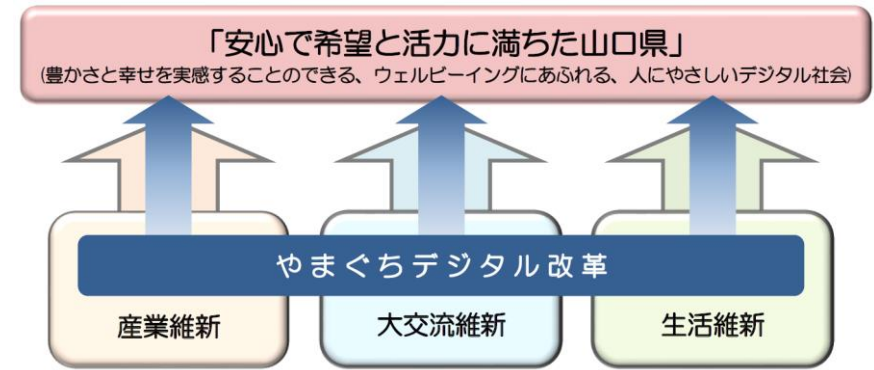 「安心で希望と活力に満ちた山口県」
(豊かさと幸せを実感することのできる、ウェルビーイングにあふれる、人にやさしいデジタル社会)
やまぐちデジタル改革
産業維新
大交流維新
生活維新